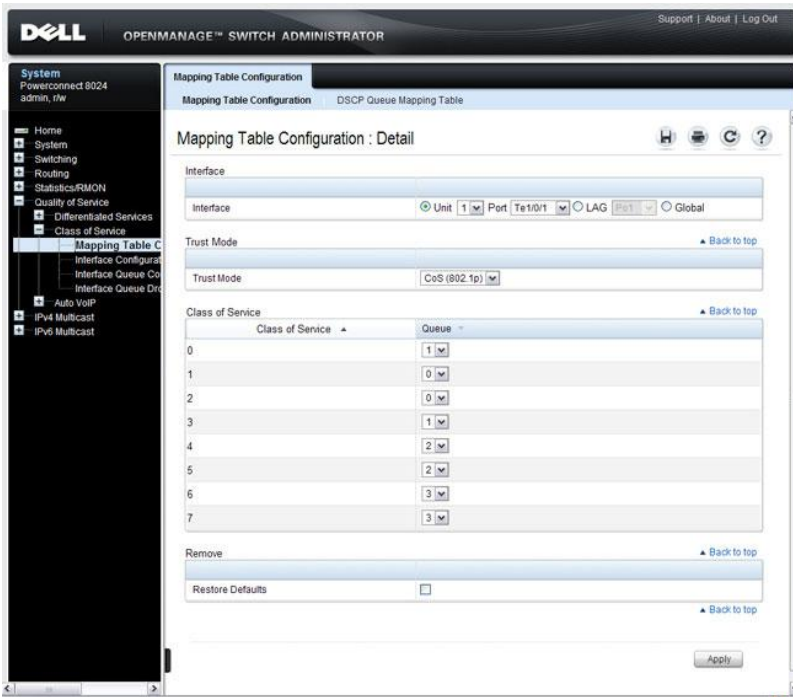 Support | About | Log Out
DELL OPENMANAGE™ SWITCH ADMINISTRATOR
System
Powerconnect 8024
admin, r/w
Home
System
Switching
Routing
Statistics/RMON
Quality of Service
Differentiated Services
Class of Service
Mapping Table C
Interface Configurat
Interface Queue Co
Interface Queue Dro
Auto VoIP
IPv4 Multicast
IPv6 Multicast
Mapping Table Configuration
Mapping Table Configuration DSCP Queue Mapping Table
Mapping Table Configuration : Detail
Interface
Interface Unit 1 Port Te1/0/1 LAG Po1 Global
Trust Mode Back to top
Trust Mode CoS (802.1p)
Class of Service Back to top
Class of Service Queue
0 1
1 0
2 0
3 1
4 2
5 2
6 3
7 3
Remove Back to top
Restore Defaults
Back to top
Apply